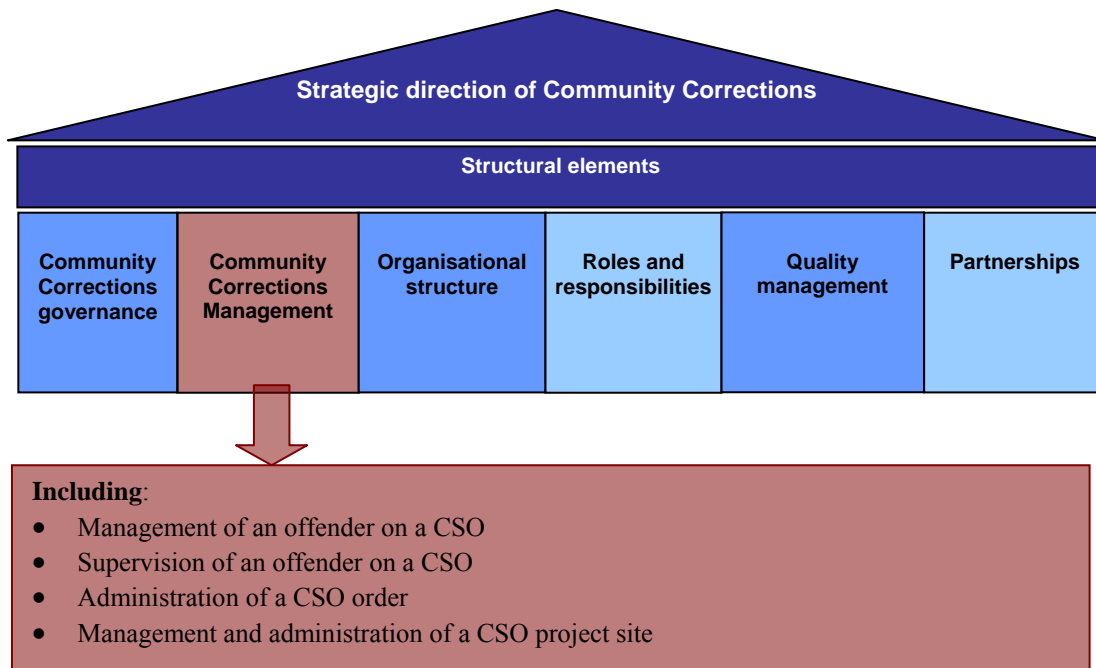 Strategic direction of Community Corrections
Structural elements
Community
Corrections
governance
Community
Corrections
Management
Organisational
structure
Roles and
responsibilities
Quality
management
Partnerships
Including:
• Management of an offender on a CSO
• Supervision of an offender on a CSO
• Administration of a CSO order
• Management and administration of a CSO project site